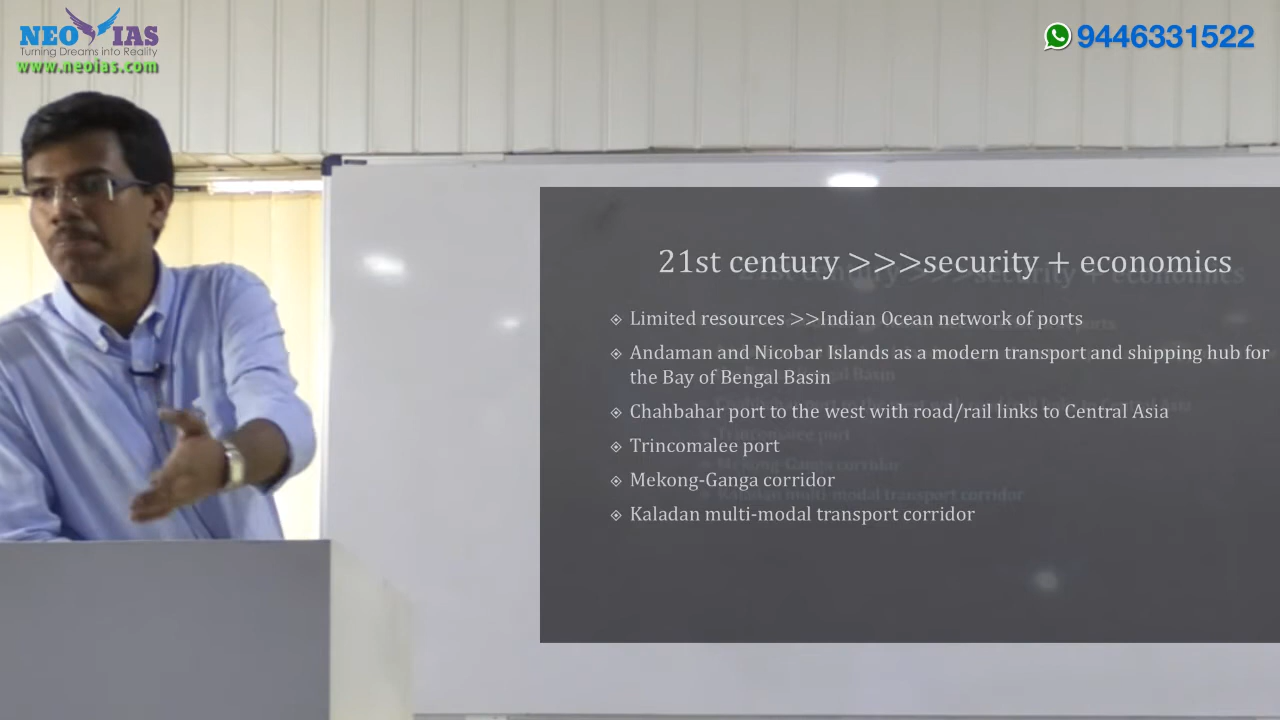 NEO IAS
Turning Dreams into Reality
www.neoias.com
9446331522
21st century >>>security + economics
Limited resources >>Indian Ocean network of ports
Andaman and Nicobar Islands as a modern transport and shipping hub for
the Bay of Bengal Basin
Chahbahar port to the west with road/rail links to Central Asia
Trincomalee port
Mekong-Ganga corridor
Kaladan multi-modal transport corridor